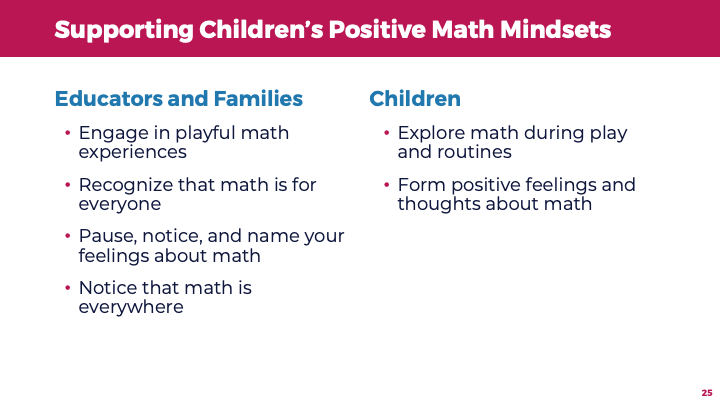 Supporting Children’s Positive Math Mindsets
Educators and Families
• Engage in playful math
experiences
• Recognize that math is for
everyone
• Pause, notice, and name your
feelings about math
• Notice that math is
everywhere
Children
• Explore math during play
and routines
• Form positive feelings and
thoughts about math
25